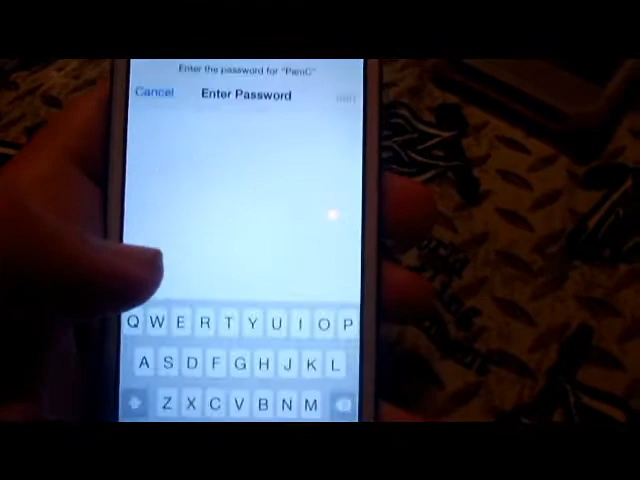 Enter the password for "PamC"
Cancel Enter Password
Q W E R T Y U I O P
A S D F G H J K L
Z X C V B N M